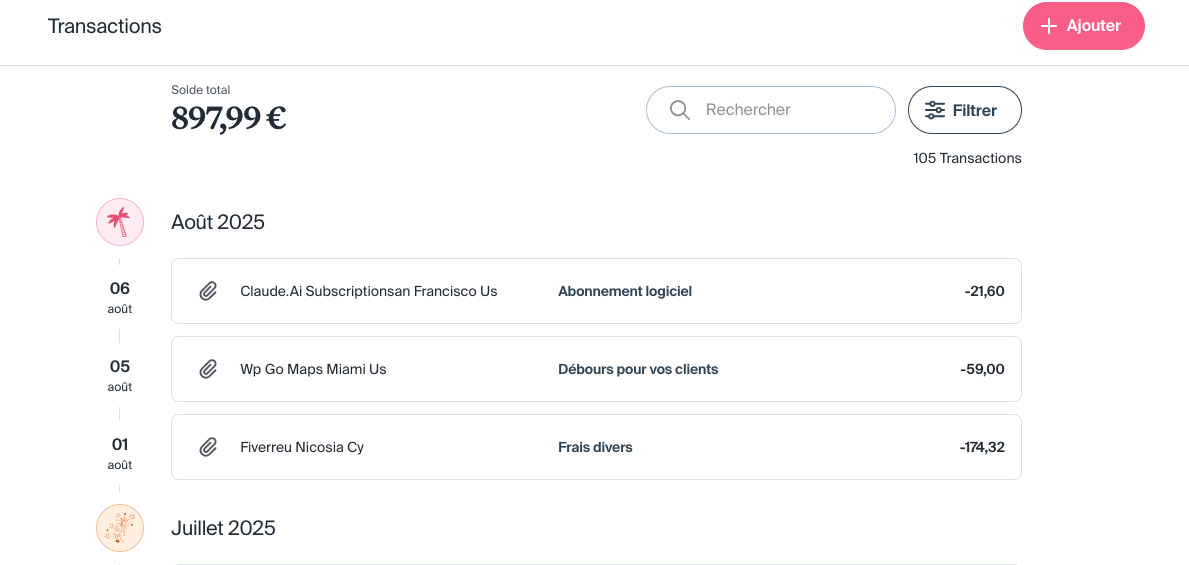 Transactions
Ajouter
Solde total
897,99 €
Rechercher
Filtrer
105 Transactions
Août 2025
06
août
Claude.Ai Subscriptionsan Francisco Us
Abonnement logiciel
-21,60
05
août
Wp Go Maps Miami Us
Débours pour vos clients
-59,00
01
août
Fiverreu Nicosia Cy
Frais divers
-174,32
Juillet 2025